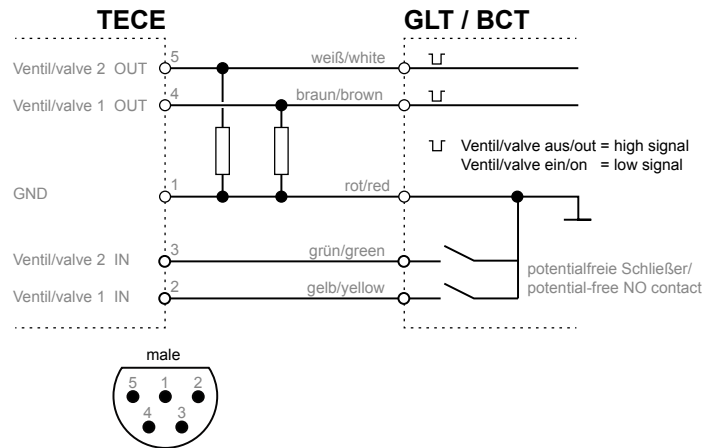 TECE GLT / BCT
Ventil/valve 2 OUT 5 weiß/white
Ventil/valve 1 OUT 4 braun/brown
Ventil/valve aus/out = high signal
Ventil/valve ein/on = low signal
GND 1 rot/red
Ventil/valve 2 IN 3 grün/green
potentialfreie Schließer/
potential-free NO contact
Ventil/valve 1 IN 2 gelb/yellow
male
5 1 2
4 3